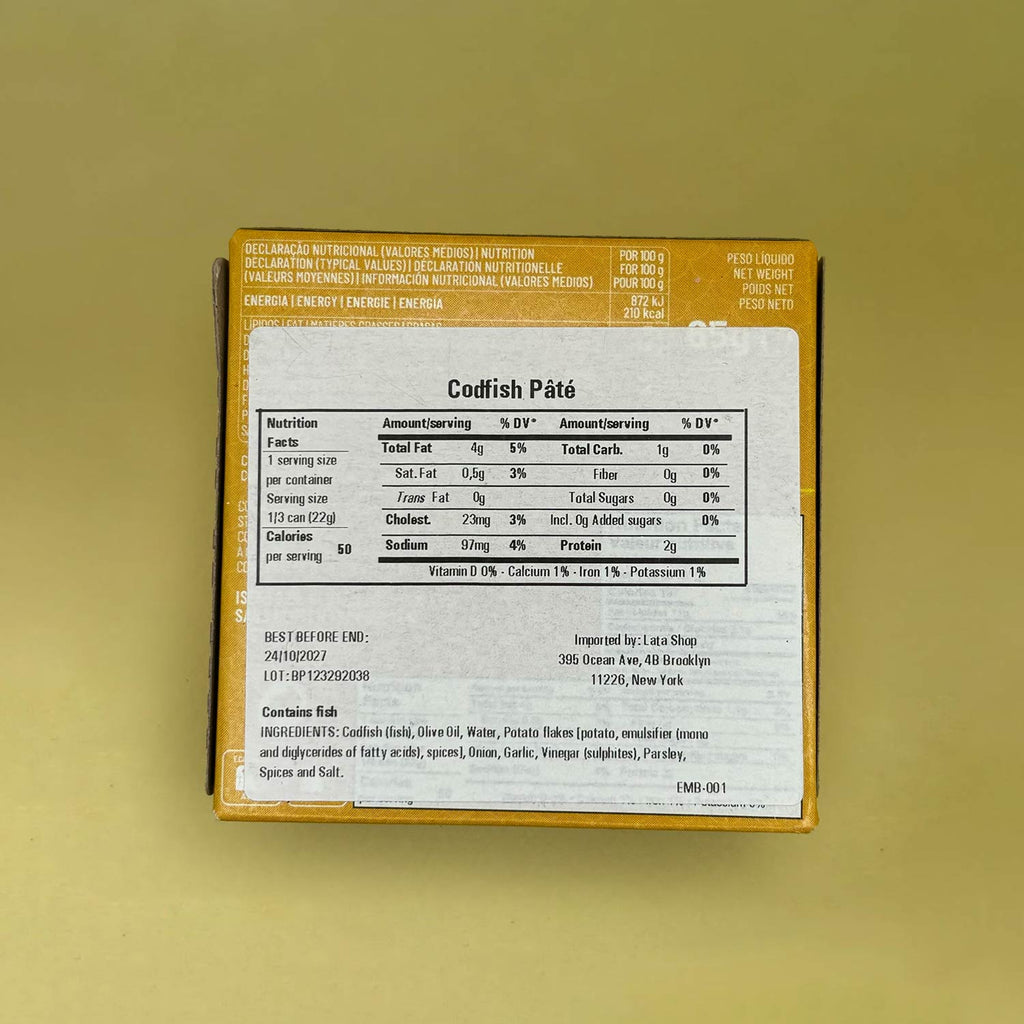 DECLARAÇÃO NUTRICIONAL (VALORES MÉDIOS) | NUTRITION
DECLARATION (TYPICAL VALUES) | DÉCLARATION NUTRITIONELLE
(VALEURS MOYENNES) | INFORMACIÓN NUTRICIONAL (VALORES MEDIOS)
POR 100 g
FOR 100 g
POUR 100 g
ENERGIA | ENERGY | ENERGIE | ENERGIA
872 kJ
210 kcal
PESO LÍQUIDO
NET WEIGHT
POIDS NET
PESO NETO
LÍPIDOS | FAT | MATIÈRES GRASSES | GRASAS
Codfish Pâté
Nutrition
Facts
1 serving size
per container
Serving size
1/3 can (22g)
Calories
per serving 50
Amount/serving % DV* Amount/serving % DV*
Total Fat 4g 5% Total Carb. 1g 0%
Sat. Fat 0,5g 3% Fiber 0g 0%
Trans Fat 0g Total Sugars 0g 0%
Cholest. 23mg 3% Incl. 0g Added sugars 0%
Sodium 97mg 4% Protein 2g
Vitamin D 0% - Calcium 1% - Iron 1% - Potassium 1%
BEST BEFORE END:
24/10/2027
LOT: BP123292038
Imported by: Lata Shop
395 Ocean Ave, 4B Brooklyn
11226, New York
Contains fish
INGREDIENTS: Codfish (fish), Olive Oil, Water, Potato flakes [potato, emulsifier (mono
and diglycerides of fatty acids), spices], Onion, Garlic, Vinegar (sulphites), Parsley,
Spices and Salt.
EMB-001